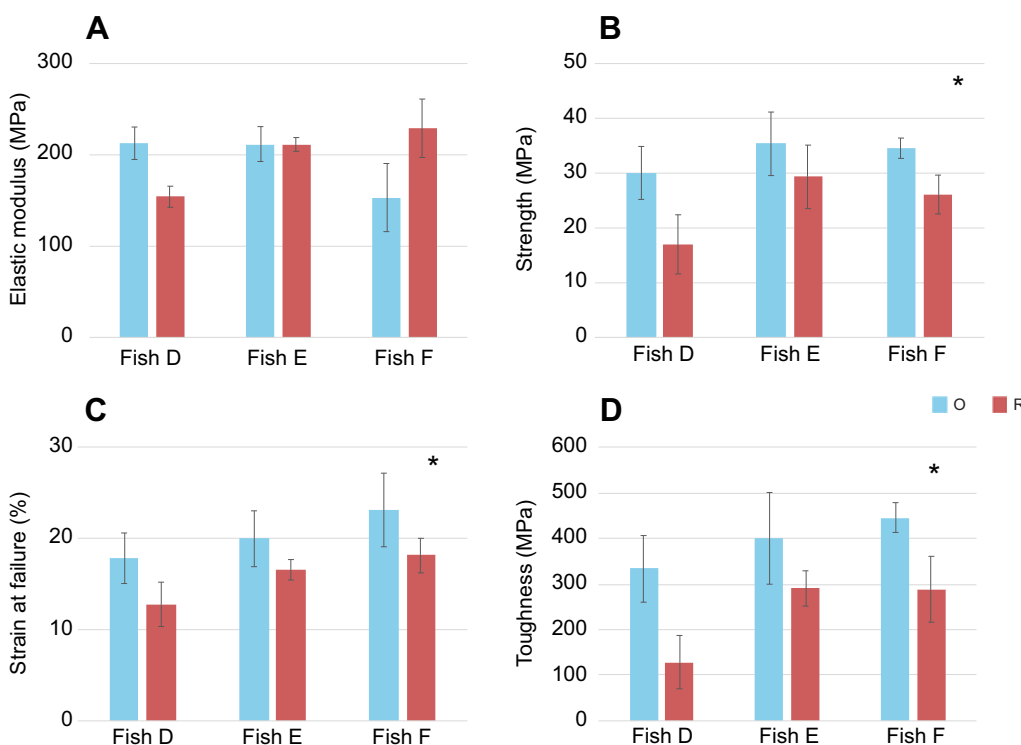 A
Elastic modulus (MPa)
300
200
100
0
Fish D Fish E Fish F
B
Strength (MPa)
50
40
30
20
10
0
*
Fish D Fish E Fish F
C
Strain at failure (%)
30
20
10
0
*
Fish D Fish E Fish F
D
O R
Toughness (MPa)
600
500
400
300
200
100
0
*
Fish D Fish E Fish F